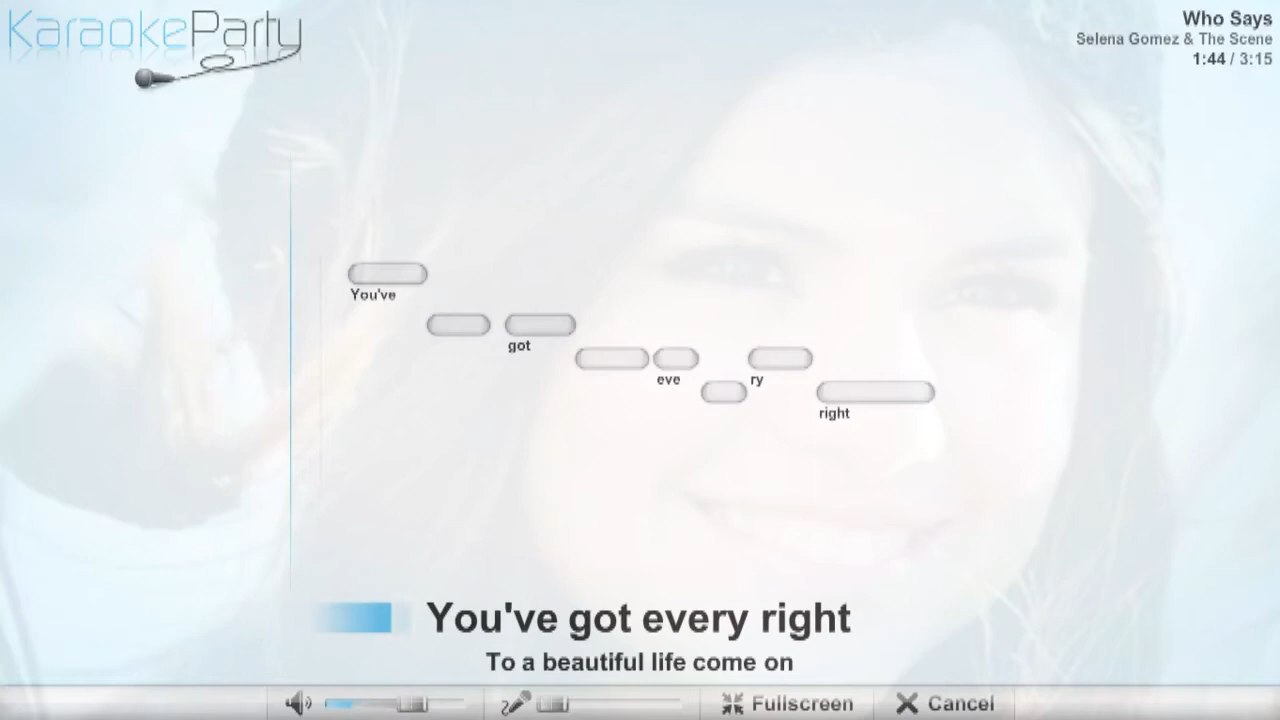 KaraokeParty
Who Says
Selena Gomez & The Scene
1:44 / 3:15
You've
got
eve
ry
right
You've got every right
To a beautiful life come on
Fullscreen
Cancel